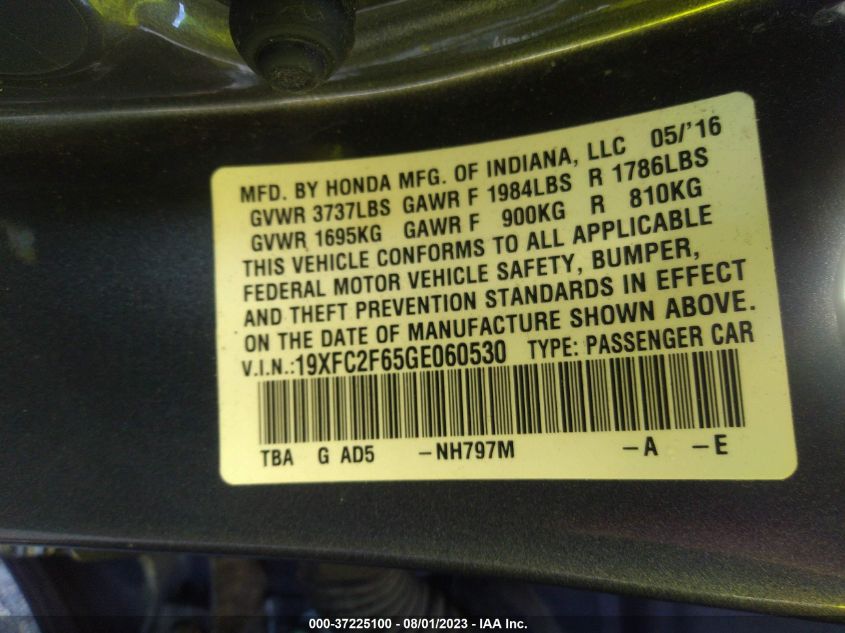 MFD. BY HONDA MFG. OF INDIANA, LLC 05/'16
GVWR 3737LBS GAWR F 1984LBS R 1786LBS
GVWR 1695KG GAWR F 900KG R 810KG
THIS VEHICLE CONFORMS TO ALL APPLICABLE
FEDERAL MOTOR VEHICLE SAFETY, BUMPER,
AND THEFT PREVENTION STANDARDS IN EFFECT
ON THE DATE OF MANUFACTURE SHOWN ABOVE.
V.I.N.:19XFC2F65GE060530 TYPE: PASSENGER CAR
TBA G AD5 -NH797M -A -E
000-37225100 - 08/01/2023 - IAA Inc.